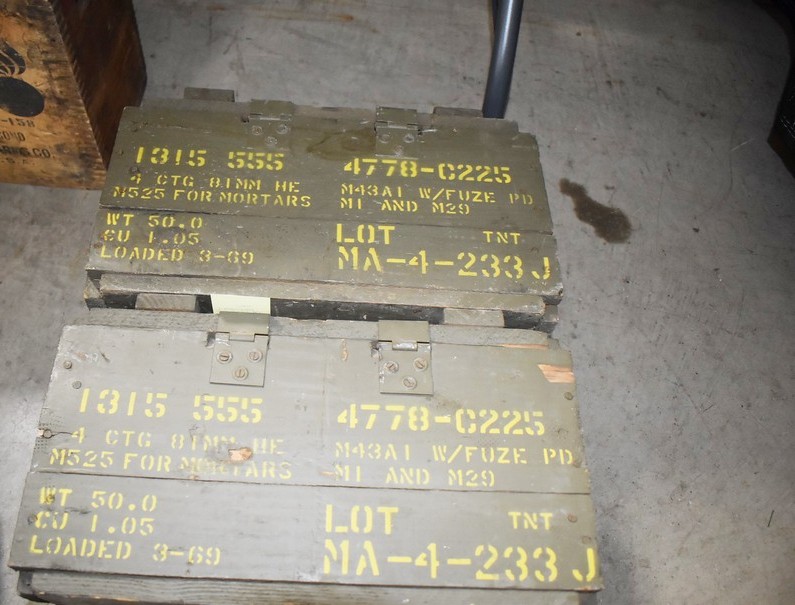 -158
CO.
1315 555 4778-C225
4 CTG 81MM HE M43A1 W/FUZE PD
M525 FOR MORTARS M1 AND M29
WT 50.0
CU 1.05 LOT TNT
LOADED 3-69 MA-4-233 J
1315 555 4778-C225
4 CTG 81MM HE M43A1 W/FUZE PD
M525 FOR MORTARS M1 AND M29
WT 50.0
CU 1.05 LOT TNT
LOADED 3-69 MA-4-233 J